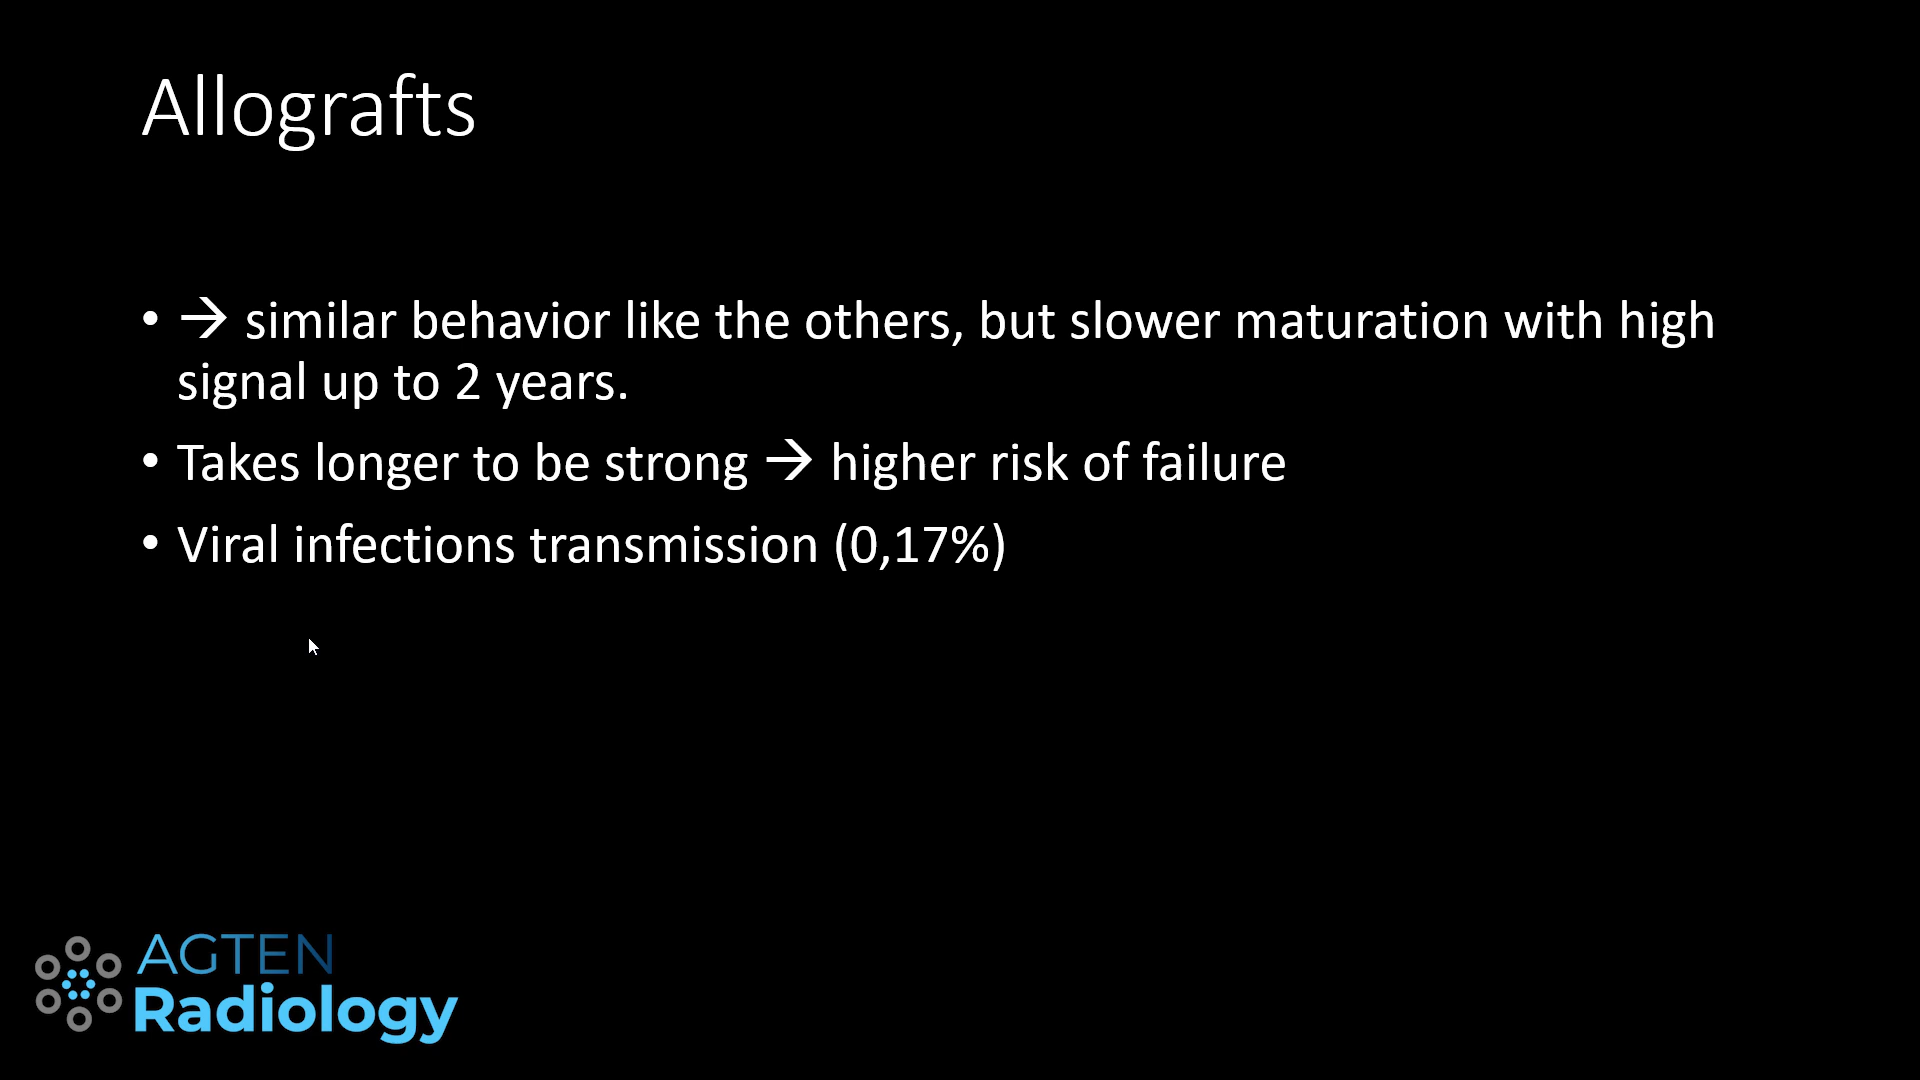 Allografts
• → similar behavior like the others, but slower maturation with high
signal up to 2 years.
• Takes longer to be strong → higher risk of failure
• Viral infections transmission (0,17%)
AGTEN
Radiology